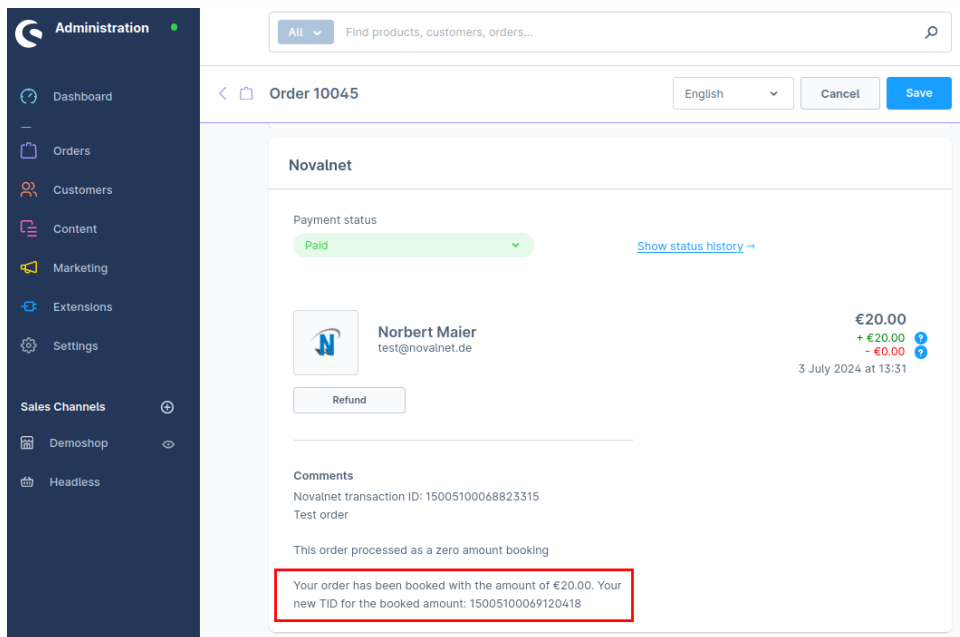 Administration
All
Find products, customers, orders...
Order 10045
English
Cancel
Save
Dashboard
Orders
Customers
Content
Marketing
Extensions
Settings
Sales Channels
Demoshop
Headless
Novalnet
Payment status
Paid
Show status history →
N
Norbert Maier
test@novalnet.de
€20.00
+ €20.00 ?
- €0.00 ?
3 July 2024 at 13:31
Refund
Comments
Novalnet transaction ID: 15005100068823315
Test order
This order processed as a zero amount booking
Your order has been booked with the amount of €20.00. Your
new TID for the booked amount: 15005100069120418